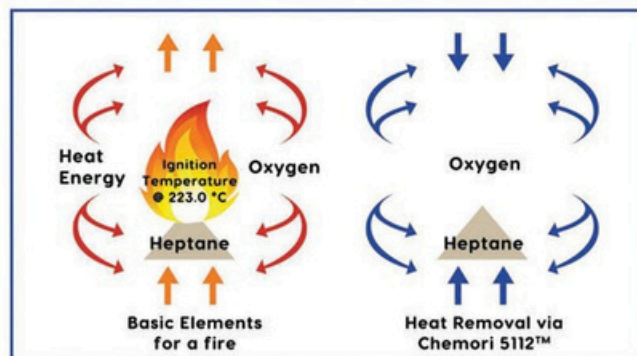 Heat
Energy
Ignition
Temperature
@ 223.0 °C
Oxygen
Heptane
Basic Elements
for a fire
Oxygen
Heptane
Heat Removal via
Chemori 5112™